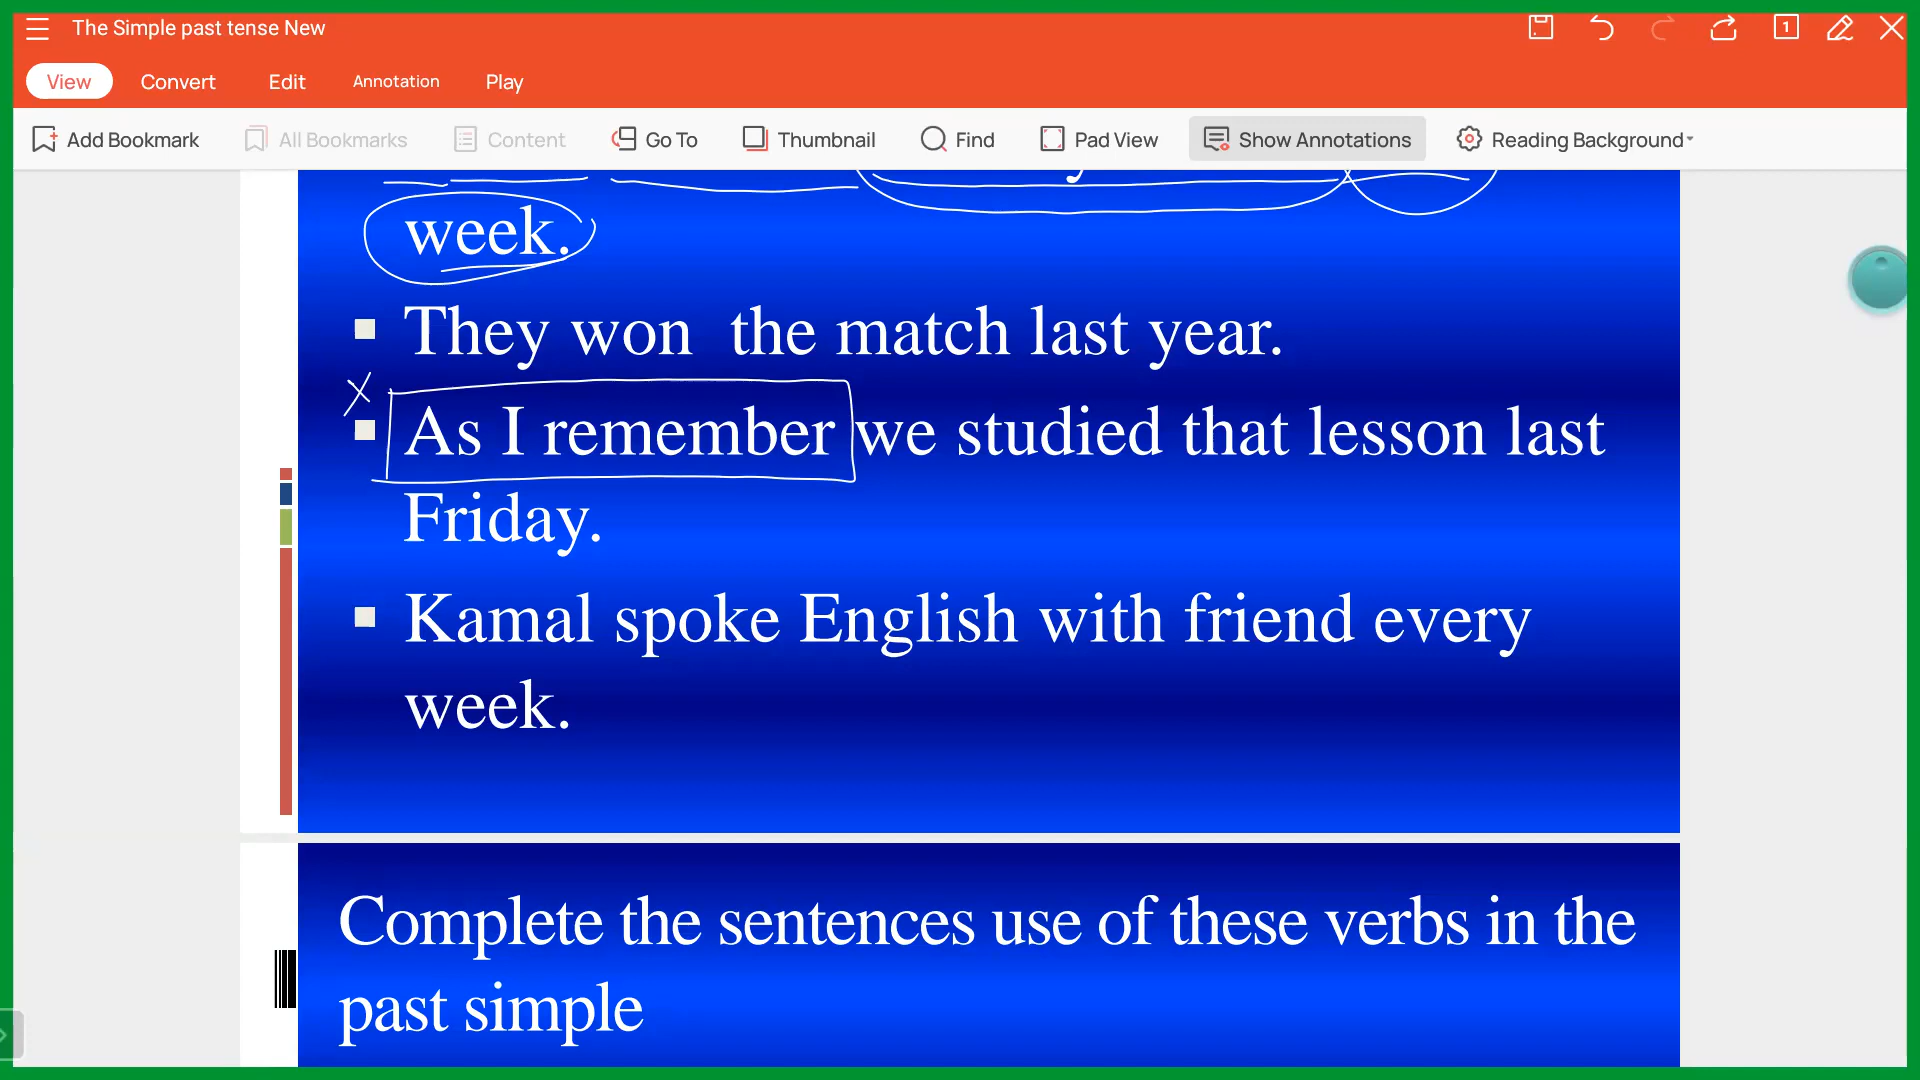 The Simple past tense New
1
View Convert Edit Annotation Play
Add Bookmark All Bookmarks Content Go To Thumbnail Find Pad View Show Annotations Reading Background
week.
They won the match last year.
X
As I remember we studied that lesson last
Friday.
Kamal spoke English with friend every
week.
Complete the sentences use of these verbs in the
past simple